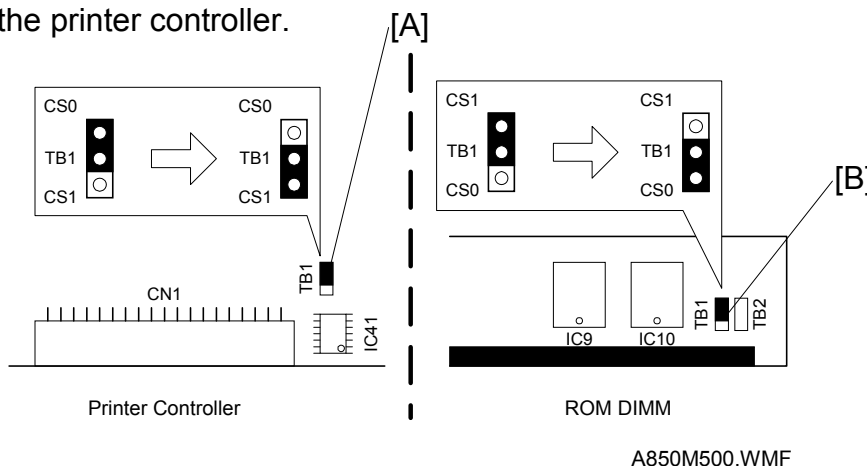 the printer controller.
[A]
CS0
CS0
TB1
TB1
CS1
CS1
TB1
CN1
IC41
Printer Controller
CS1
CS1
TB1
TB1
CS0
CS0
[B]
TB1
TB2
IC9
IC10
ROM DIMM
A850M500.WMF